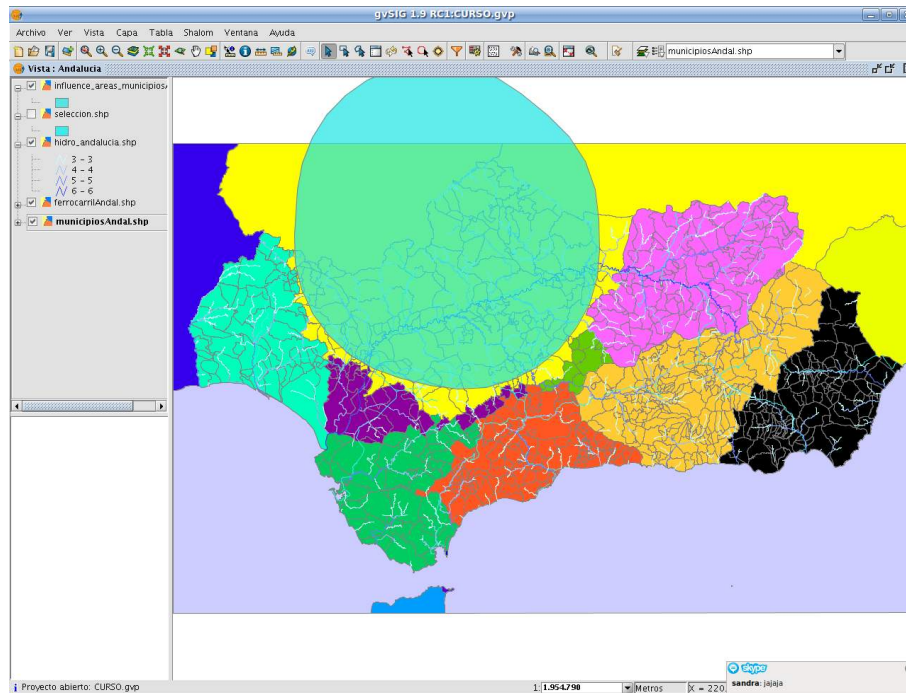 gvSIG 1.9 RC1:CURSO.gvp
Archivo Ver Vista Capa Tabla Shalom Ventana Ayuda
municipiosAndal.shp
Vista : Andalucia
influence_areas_municipios
seleccion.shp
hidro_andalucia.shp
3 - 3
4 - 4
5 - 5
6 - 6
ferrocarrilAndal.shp
municipiosAndal.shp
skype
sandra: jajaja
Proyecto abierto: CURSO.gvp
1: 1.954.790
Metros
X = 220.